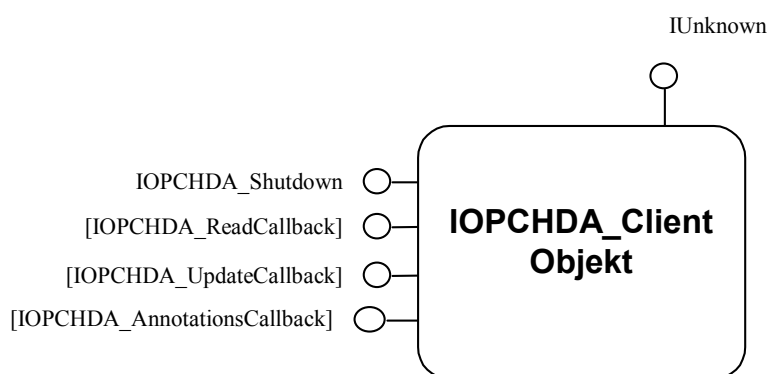 IUnknown
IOPCHDA_Shutdown
[IOPCHDA_ReadCallback]
[IOPCHDA_UpdateCallback]
[IOPCHDA_AnnotationsCallback]
IOPCHDA_Client
Objekt